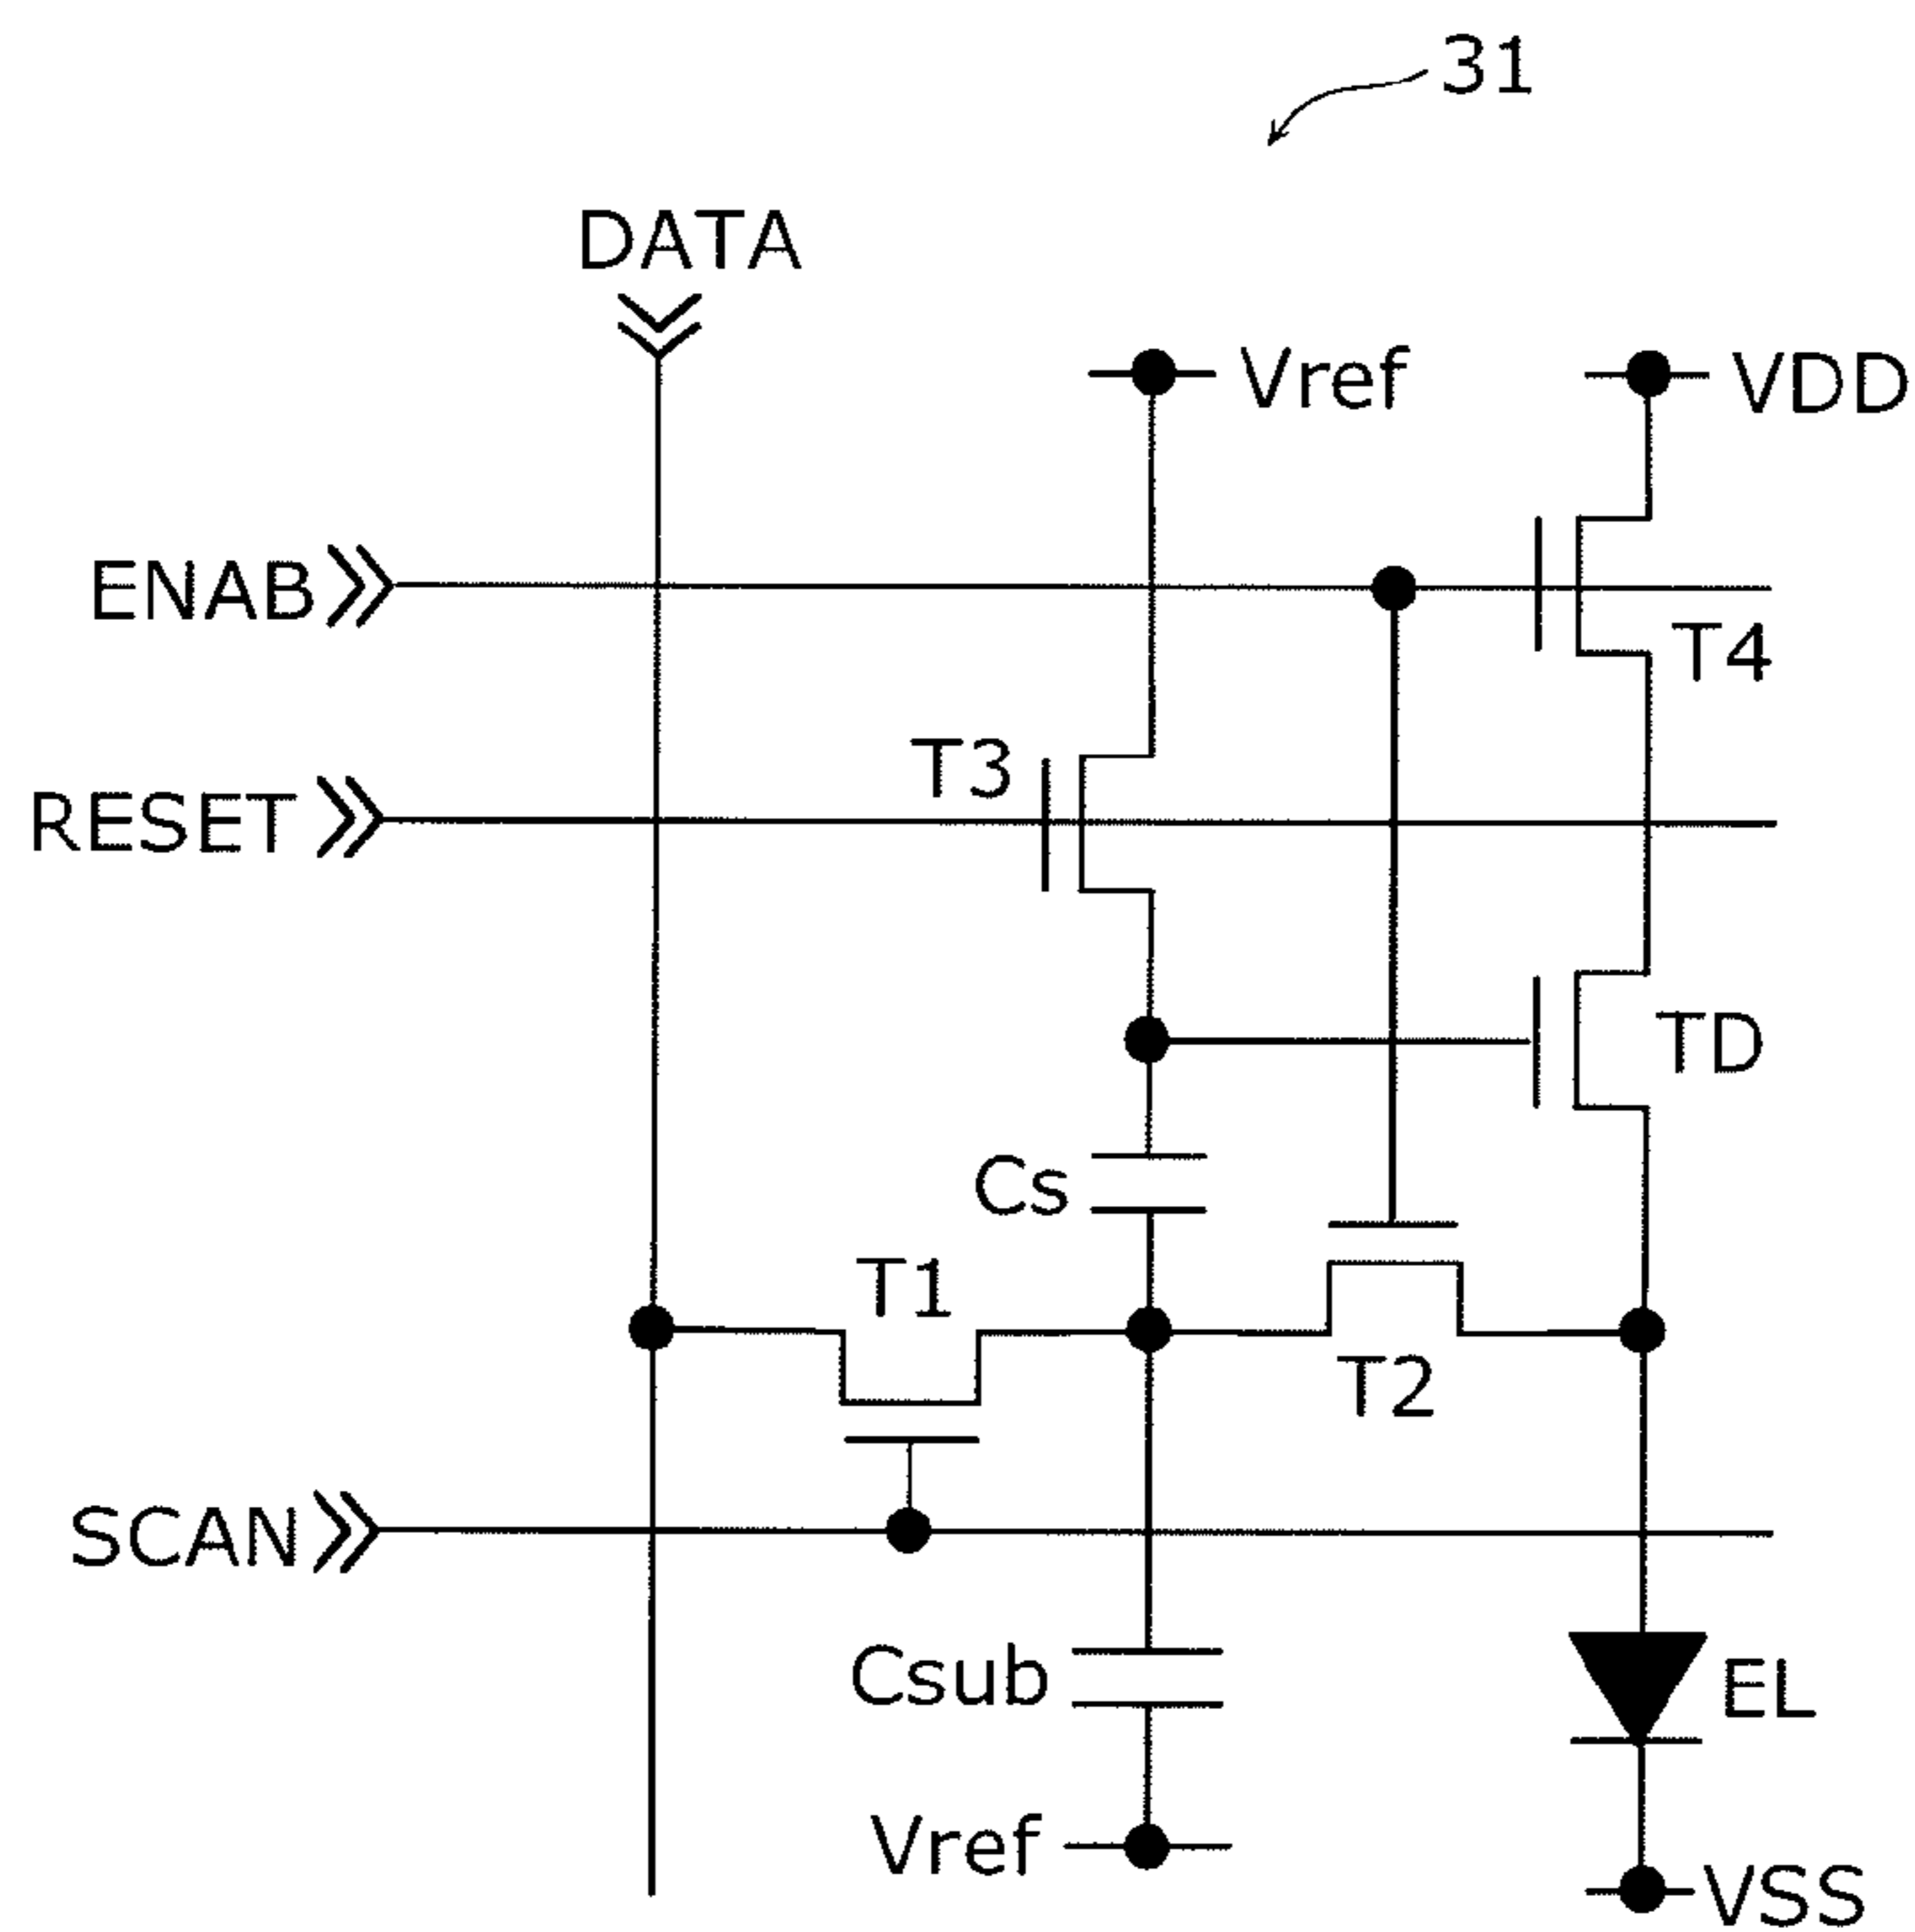 31
DATA
Vref
VDD
ENAB
T4
T3
RESET
TD
Cs
T1
T2
SCAN
Csub
EL
Vref
VSS